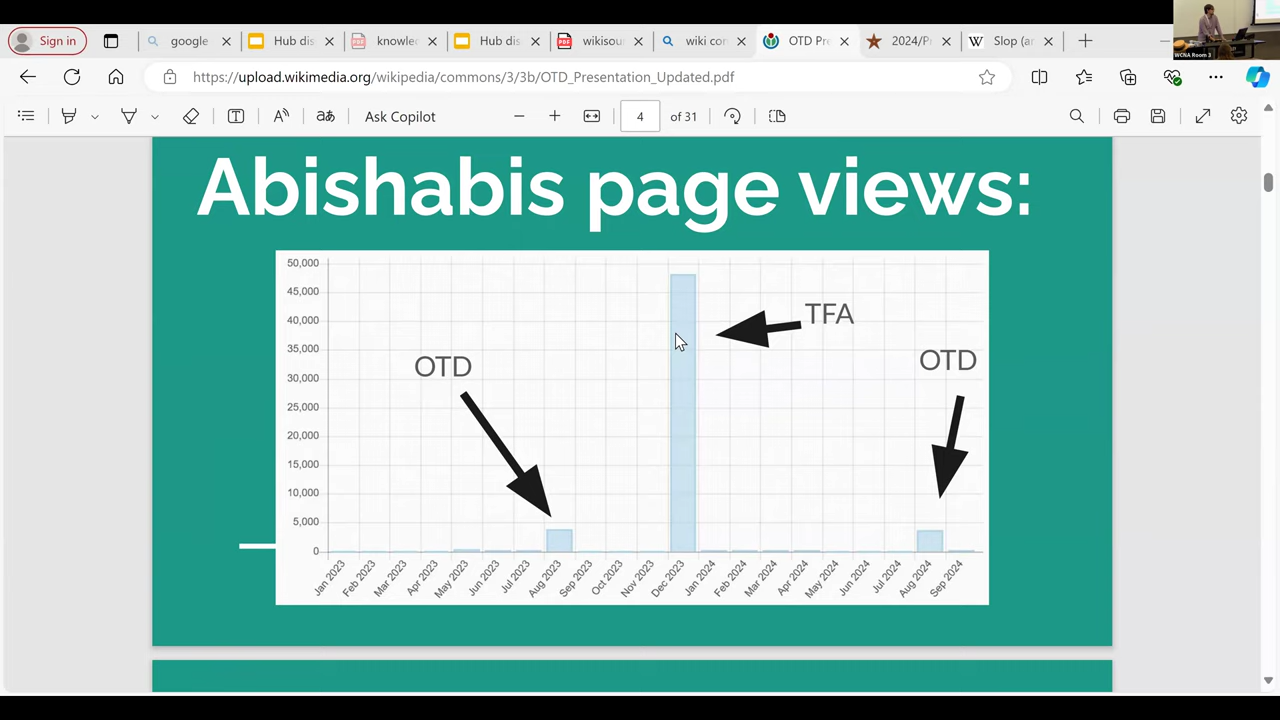 Sign in
google
Hub dis
knowle
Hub dis
wikisou
wiki con
OTD Pre
2024/P
Slop (ar
WCNA Room 3
https://upload.wikimedia.org/wikipedia/commons/3/3b/OTD_Presentation_Updated.pdf
Ask Copilot
4
of 31
Abishabis page views:
50,000
45,000
40,000
35,000
30,000
25,000
20,000
15,000
10,000
5,000
0
OTD
TFA
OTD
Jan 2023
Feb 2023
Mar 2023
Apr 2023
May 2023
Jun 2023
Jul 2023
Aug 2023
Sep 2023
Oct 2023
Nov 2023
Dec 2023
Jan 2024
Feb 2024
Mar 2024
Apr 2024
May 2024
Jun 2024
Jul 2024
Aug 2024
Sep 2024